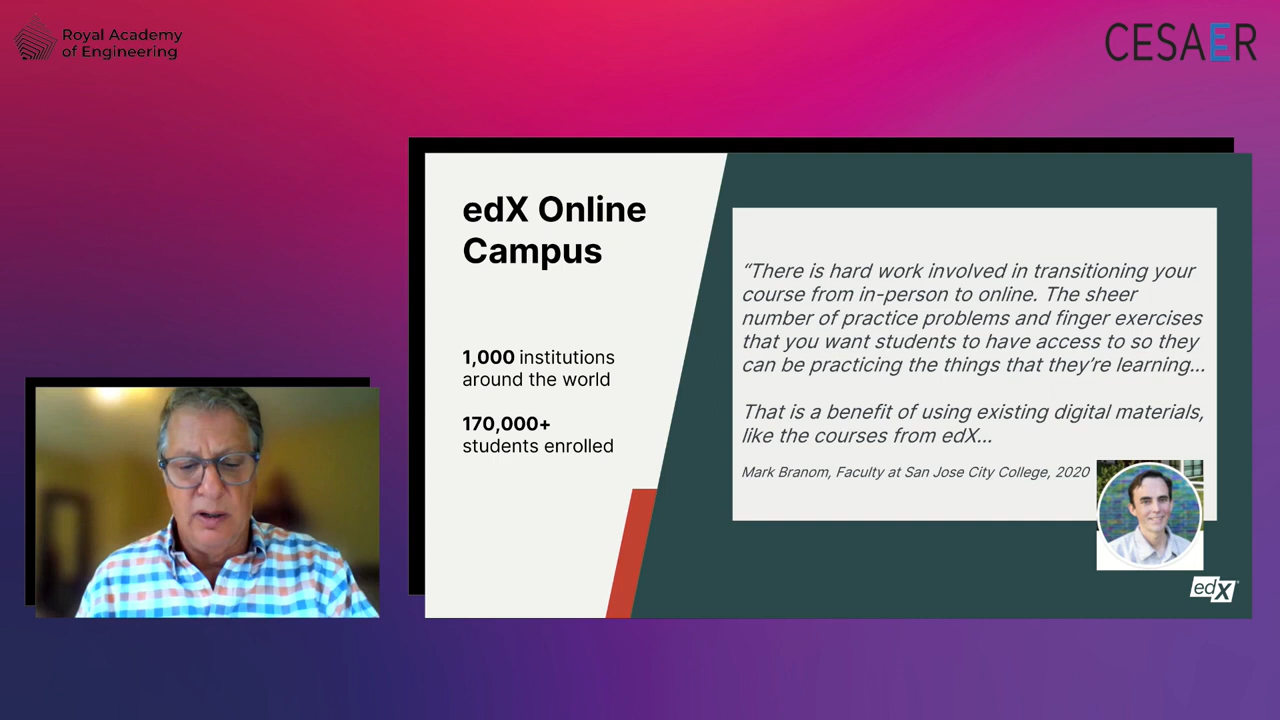 Royal Academy
of Engineering
CESAER
edX Online
Campus
1,000 institutions
around the world
170,000+
students enrolled
“There is hard work involved in transitioning your
course from in-person to online. The sheer
number of practice problems and finger exercises
that you want students to have access to so they
can be practicing the things that they’re learning...
That is a benefit of using existing digital materials,
like the courses from edX...
Mark Branom, Faculty at San Jose City College, 2020
edX